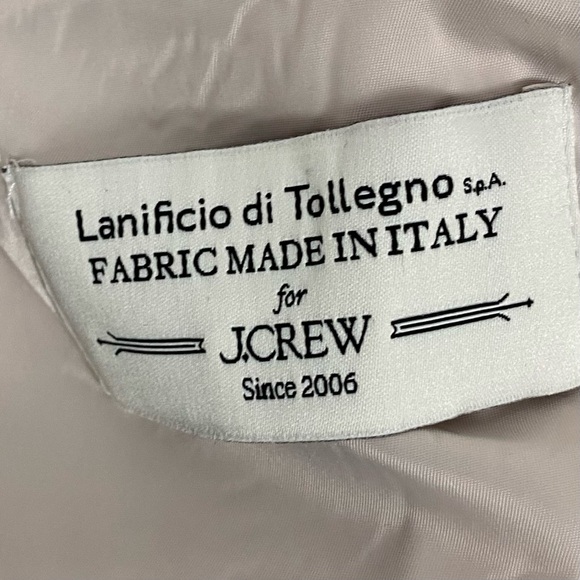 Lanificio di Tollegno S.p.A.
FABRIC MADE IN ITALY
for
J.CREW
Since 2006